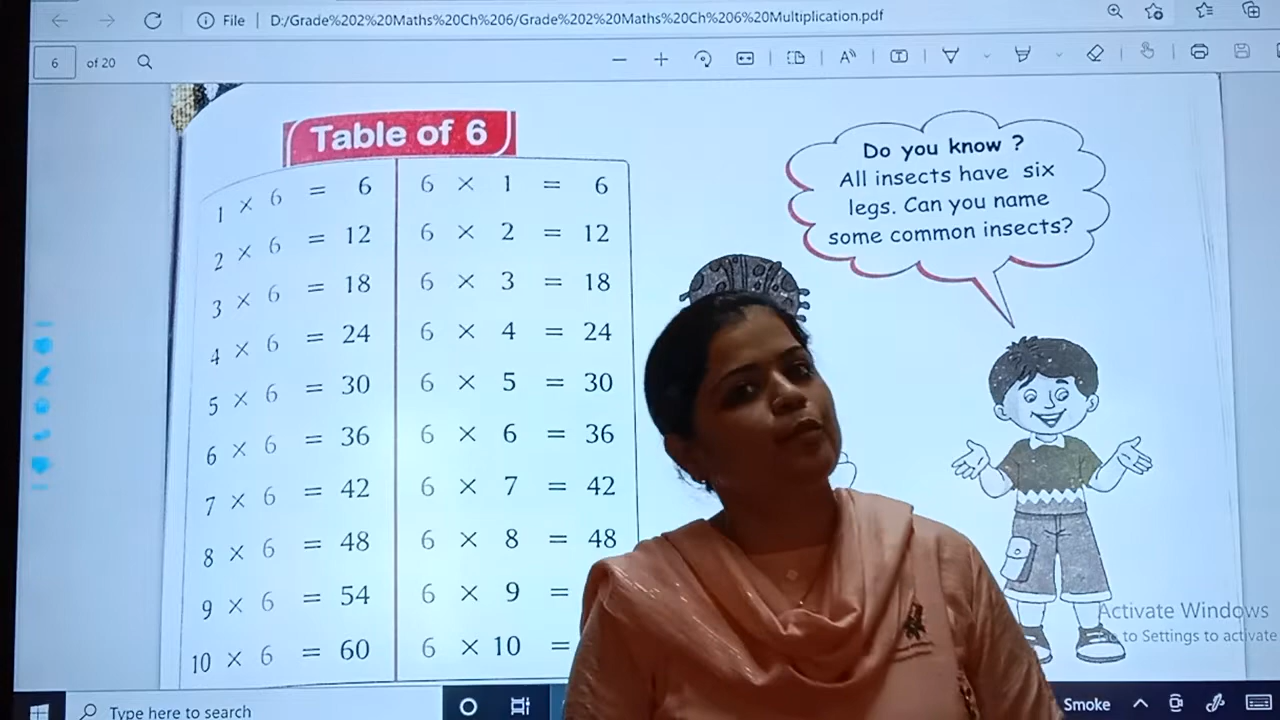 File D:/Grade%202%20Maths%20Ch%206/Grade%202%20Maths%20Ch%206%20Multiplication.pdf
6 of 20
Table of 6
1 × 6 = 6 6 × 1 = 6
2 × 6 = 12 6 × 2 = 12
3 × 6 = 18 6 × 3 = 18
4 × 6 = 24 6 × 4 = 24
5 × 6 = 30 6 × 5 = 30
6 × 6 = 36 6 × 6 = 36
7 × 6 = 42 6 × 7 = 42
8 × 6 = 48 6 × 8 = 48
9 × 6 = 54 6 × 9 =
10 × 6 = 60 6 × 10 =
Do you know ?
All insects have six
legs. Can you name
some common insects?
Activate Windows
to Settings to activate
Type here to search
Smoke